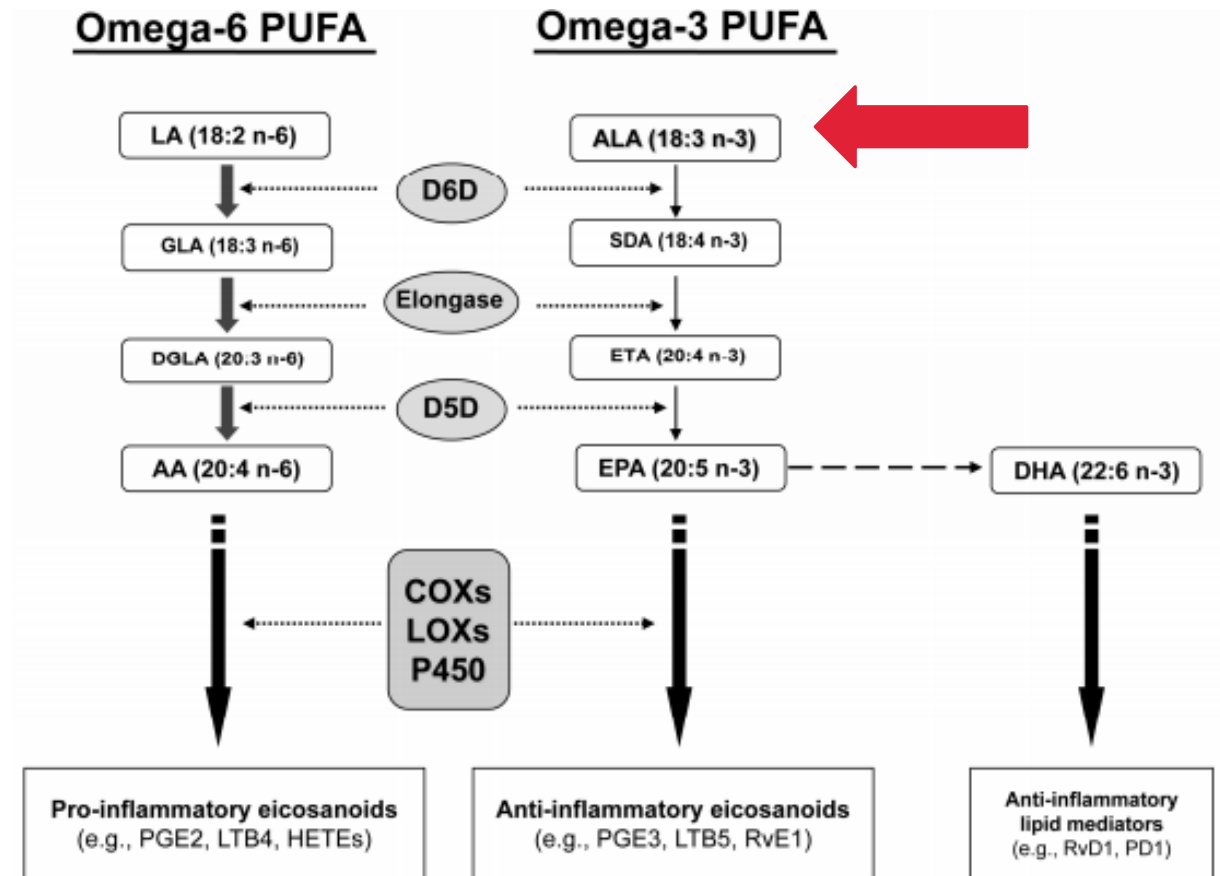 Omega-6 PUFA
Omega-3 PUFA
LA (18:2 n-6)
ALA (18:3 n-3)
D6D
GLA (18:3 n-6)
SDA (18:4 n-3)
Elongase
DGLA (20:3 n-6)
ETA (20:4 n-3)
D5D
AA (20:4 n-6)
EPA (20:5 n-3)
DHA (22:6 n-3)
COXs
LOXs
P450
Pro-inflammatory eicosanoids
(e.g., PGE2, LTB4, HETEs)
Anti-inflammatory eicosanoids
(e.g., PGE3, LTB5, RvE1)
Anti-inflammatory
lipid mediators
(e.g., RvD1, PD1)